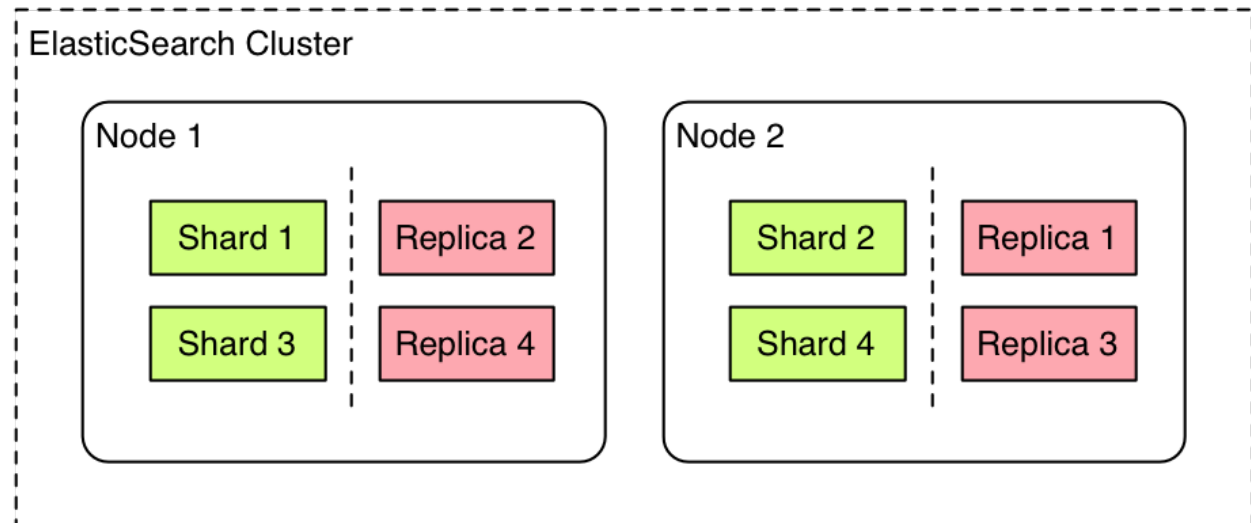 ElasticSearch Cluster
Node 1
Shard 1
Replica 2
Shard 3
Replica 4
Node 2
Shard 2
Replica 1
Shard 4
Replica 3